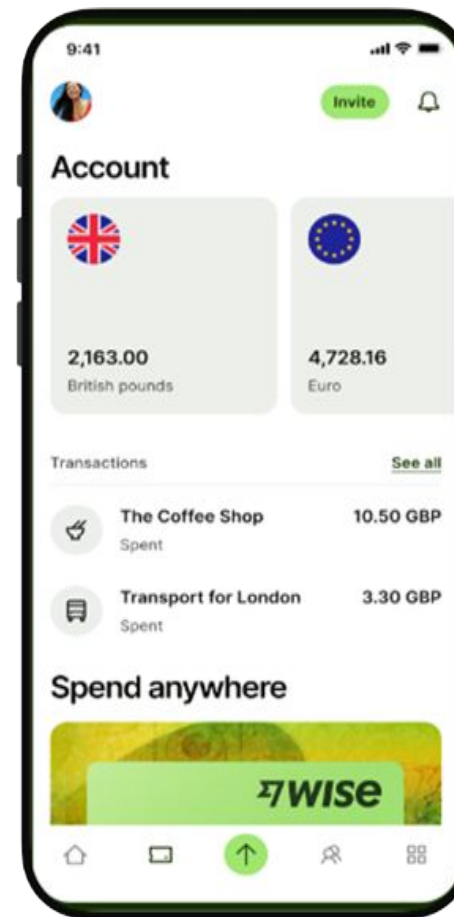 9:41
Invite
Account
2,163.00
British pounds
4,728.16
Euro
Transactions
See all
The Coffee Shop
10.50 GBP
Spent
Transport for London
3.30 GBP
Spent
Spend anywhere
wise